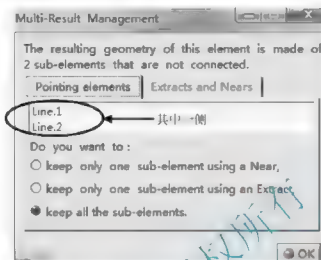 Multi-Result Management
The resulting geometry of this element is made of
2 sub-elements that are not connected.
Pointing elements
Extracts and Nears
Line.1
Line.2
其中一侧
Do you want to :
keep only one sub-element using a Near,
keep only one sub-element using an Extract,
keep all the sub-elements.
OK